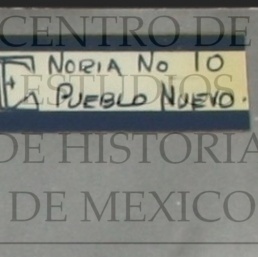 CENTRO DE
NORIA No 10
ESTUDIOS
PUEBLO NUEVO.
DE HISTORIA
DE MEXICO